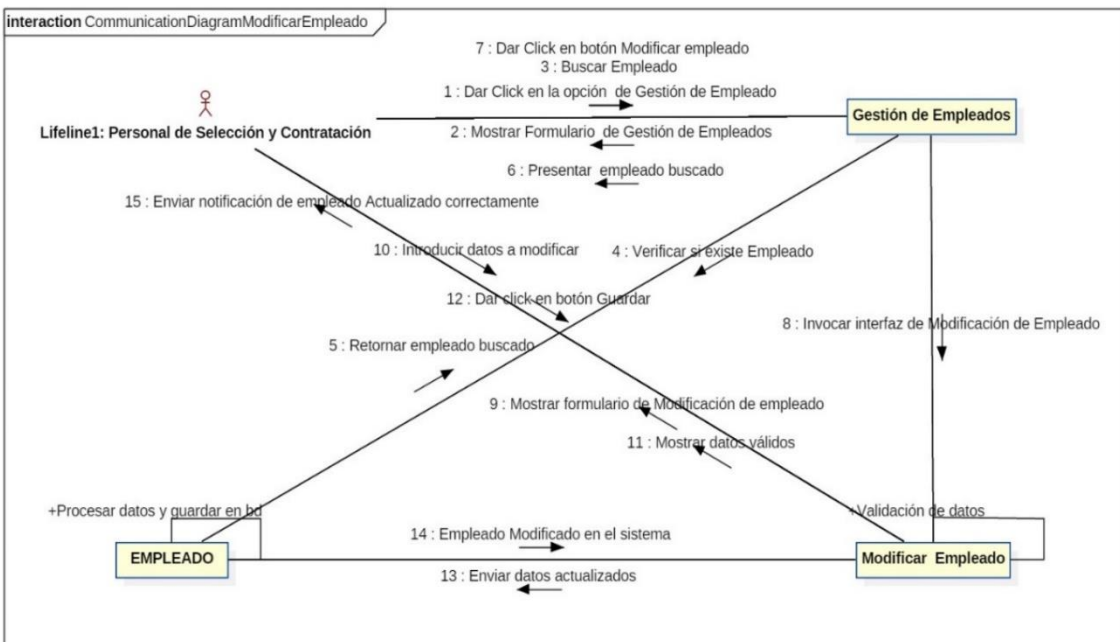 interaction CommunicationDiagramModificarEmpleado
7 : Dar Click en botón Modificar empleado
3 : Buscar Empleado
1 : Dar Click en la opción de Gestión de Empleado
Lifeline1: Personal de Selección y Contratación
Gestión de Empleados
2 : Mostrar Formulario de Gestión de Empleados
6 : Presentar empleado buscado
15 : Enviar notificación de empleado Actualizado correctamente
10 : Introducir datos a modificar
4 : Verificar si existe Empleado
12 : Dar click en botón Guardar
8 : Invocar interfaz de Modificación de Empleado
5 : Retornar empleado buscado
9 : Mostrar formulario de Modificación de empleado
11 : Mostrar datos válidos
+Procesar datos y guardar en bd
+Validación de datos
14 : Empleado Modificado en el sistema
EMPLEADO
Modificar Empleado
13 : Enviar datos actualizados